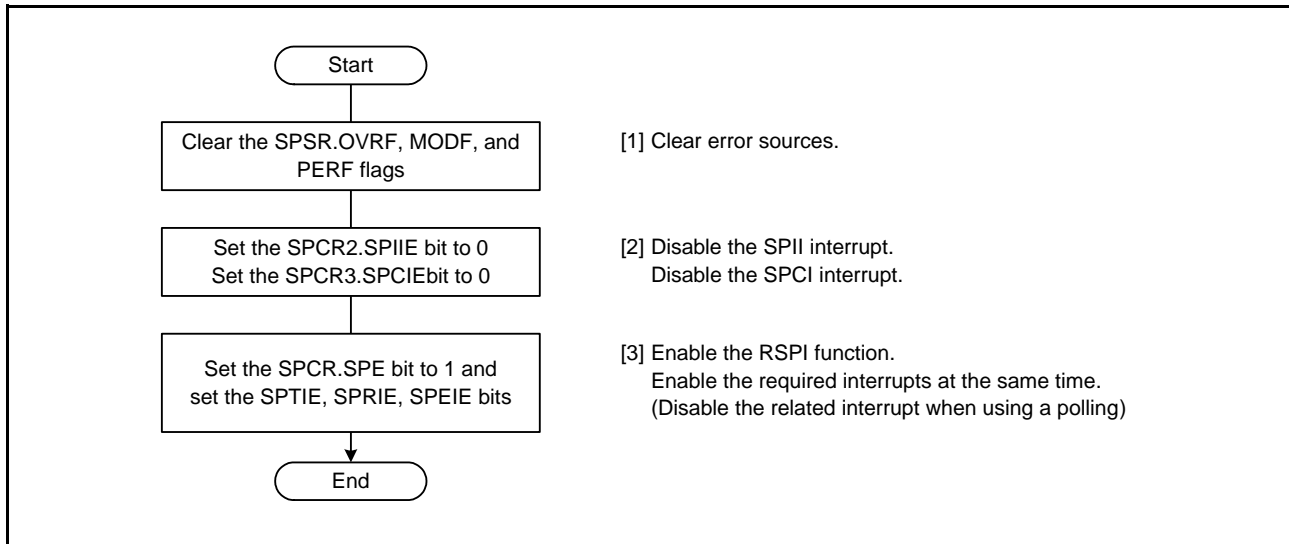 Start
Clear the SPSR.OVRF, MODF, and
PERF flags
[1] Clear error sources.
Set the SPCR2.SPIIE bit to 0
Set the SPCR3.SPCIEbit to 0
[2] Disable the SPII interrupt.
Disable the SPCI interrupt.
Set the SPCR.SPE bit to 1 and
set the SPTIE, SPRIE, SPEIE bits
[3] Enable the RSPI function.
Enable the required interrupts at the same time.
(Disable the related interrupt when using a polling)
End